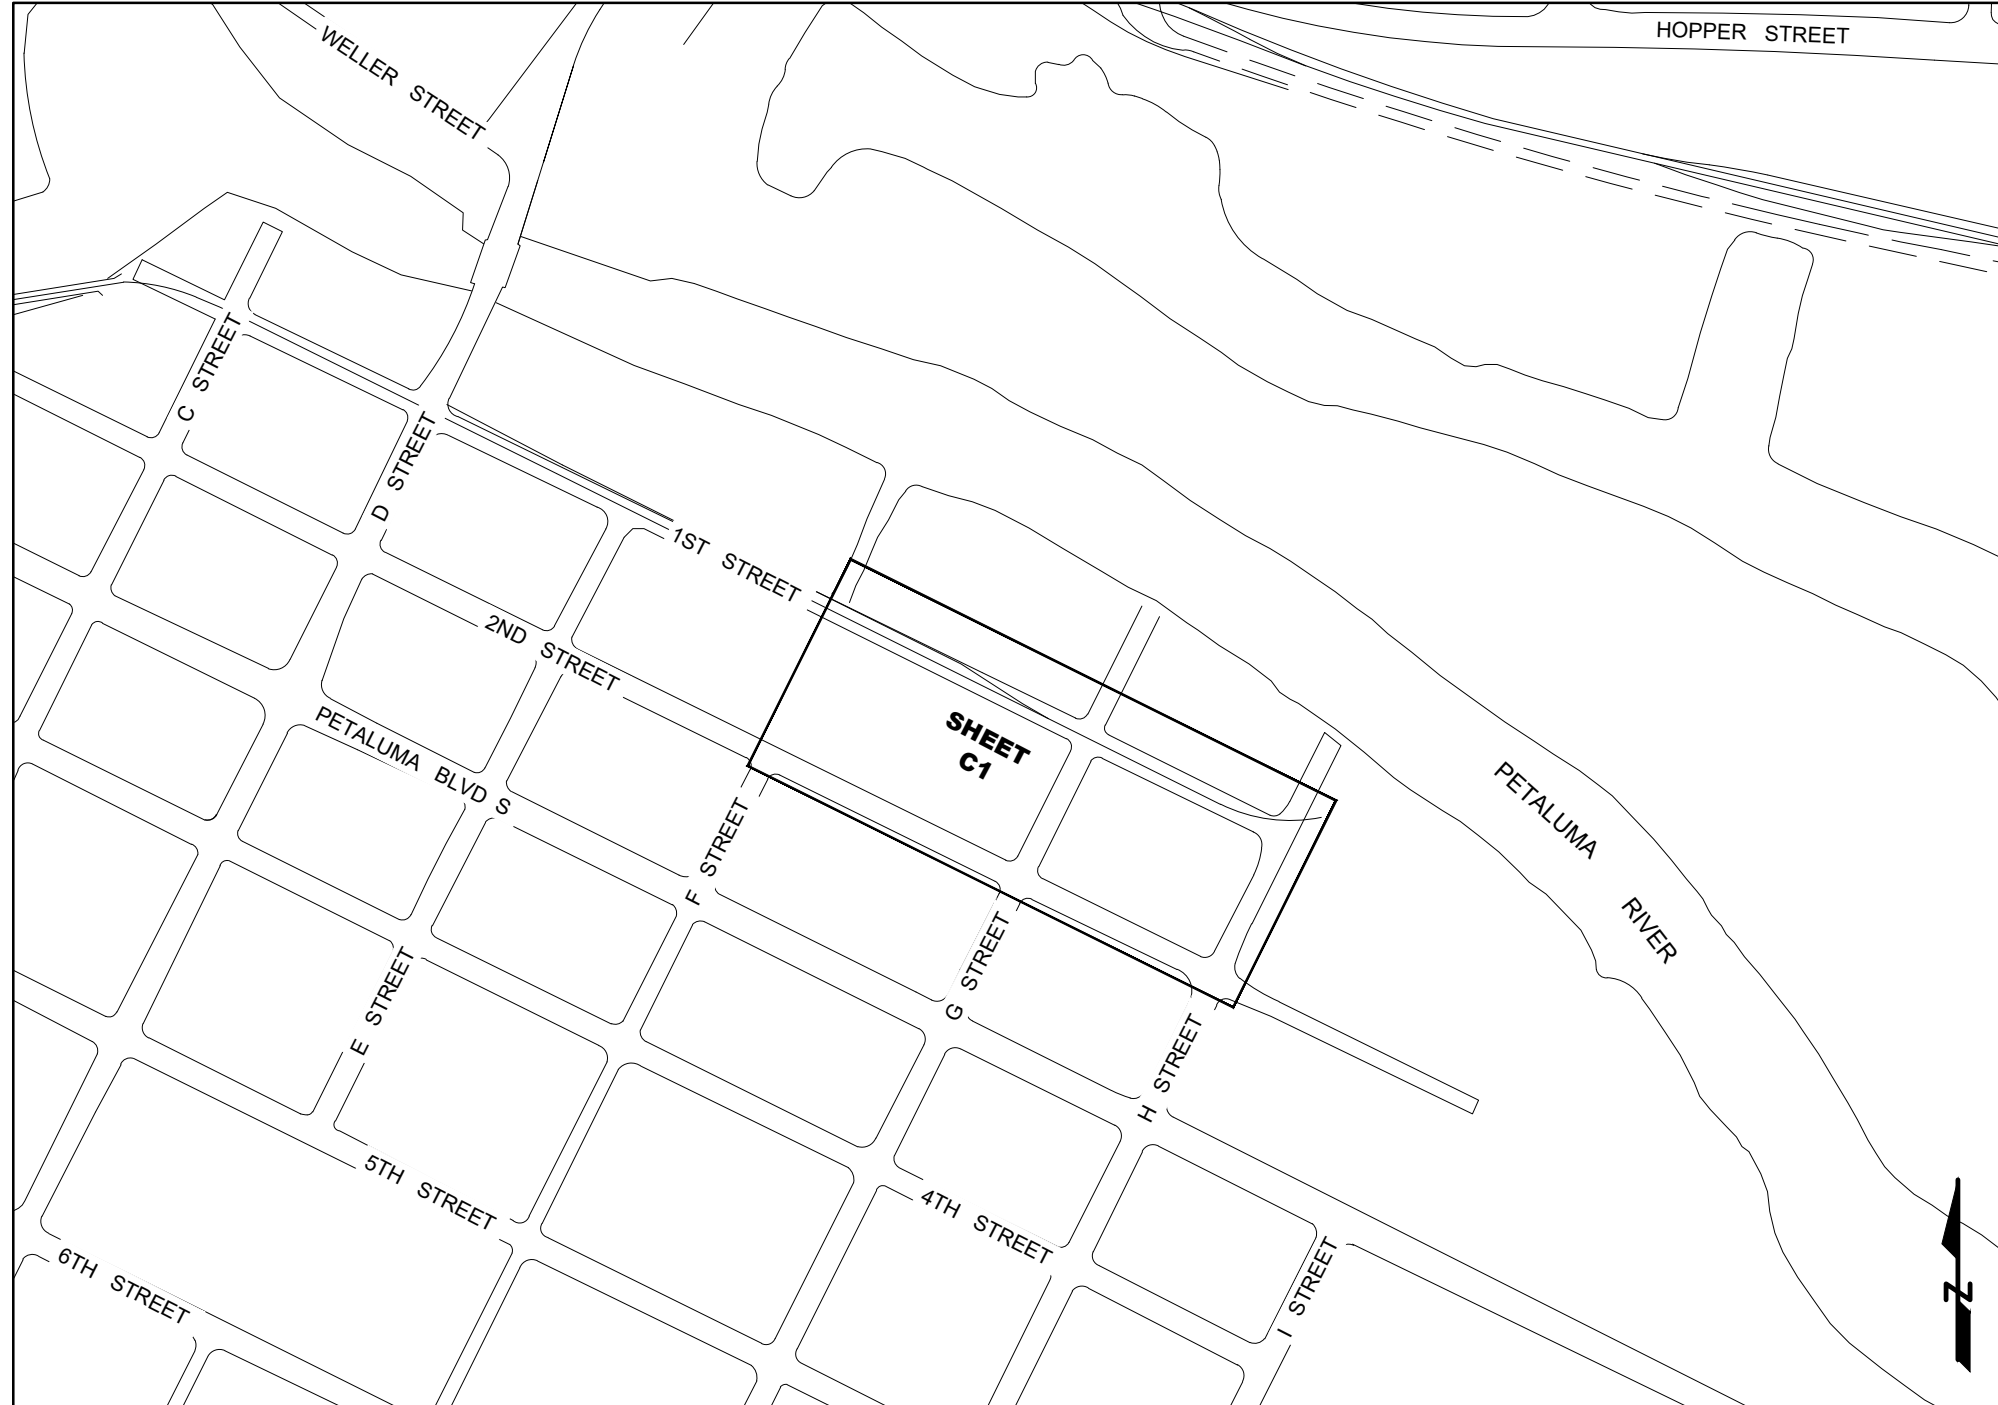 HOPPER STREET
WELLER STREET
C STREET
D STREET
1ST STREET
2ND STREET
PETALUMA BLVD S
SHEET
C1
F STREET
PETALUMA
RIVER
G STREET
E STREET
H STREET
5TH STREET
4TH STREET
6TH STREET
I STREET
N